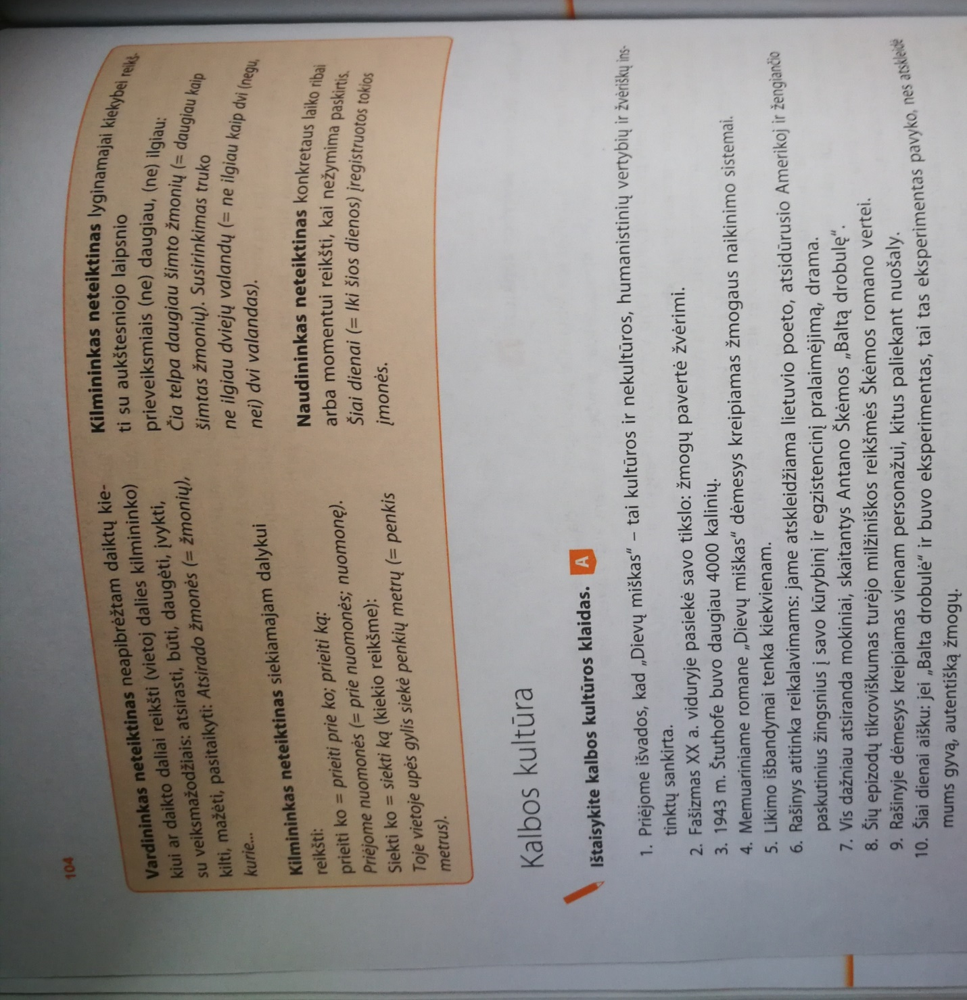 104
Vardininkas neteiktinas neapibrėžtam daiktų kie-
kiui ar daikto daliai reikšti (vietoj dalies kilmininko)
su veiksmažodžiais: atsirasti, būti, daugėti, įvykti,
kilti, mažėti, pasitaikyti: Atsirado žmonės (= žmonių),
kurie...
Kilmininkas neteiktinas siekiamajam dalykui
reikšti:
prieiti ko = prieiti prie ko; prieiti ką:
Priėjome nuomonės (= prie nuomonės; nuomonę).
Siekti ko = siekti ką (kiekio reikšme):
Toje vietoje upės gylis siekė penkių metrų (= penkis
metrus).
Kilmininkas neteiktinas lyginamajai kiekybei reikš-
ti su aukštesniojo laipsnio
prieveiksmiais (ne) daugiau, (ne) ilgiau:
Čia telpa daugiau šimto žmonių (= daugiau kaip
šimtas žmonių). Susirinkimas truko
ne ilgiau dviejų valandų (= ne ilgiau kaip dvi (negu,
nei) dvi valandas).
Naudininkas neteiktinas konkretaus laiko ribai
arba momentui reikšti, kai nežymima paskirtis.
Šiai dienai (= Iki šios dienos) įregistruotos tokios
įmonės.
Kalbos kultūra
Ištaisykite kalbos kultūros klaidas. A
1. Priėjome išvados, kad „Dievų miškas“ – tai kultūros ir nekultūros, humanistinių vertybių ir žvėriškų ins-
tinktų sankirta.
2. Fašizmas XX a. viduryje pasiekė savo tikslo: žmogų pavertė žvėrimi.
3. 1943 m. Štuthofe buvo daugiau 4000 kalinių.
4. Memuariniame romane „Dievų miškas“ dėmesys kreipiamas žmogaus naikinimo sistemai.
5. Likimo išbandymai tenka kiekvienam.
6. Rašinys atitinka reikalavimams: jame atskleidžiama lietuvio poeto, atsidūrusio Amerikoj ir žengiančio
paskutinius žingsnius į savo kūrybinį ir egzistencinį pralaimėjimą, drama.
7. Vis dažniau atsiranda mokiniai, skaitantys Antano Škėmos „Baltą drobulę“.
8. Šių epizodų tikroviškumas turėjo milžiniškos reikšmės Škėmos romano vertei.
9. Rašinyje dėmesys kreipiamas vienam personažui, kitus paliekant nuošaly.
10. Šiai dienai aišku: jei „Balta drobulė“ ir buvo eksperimentas, tai tas eksperimentas pavyko, nes atskleidė
mums gyvą, autentišką žmogų.